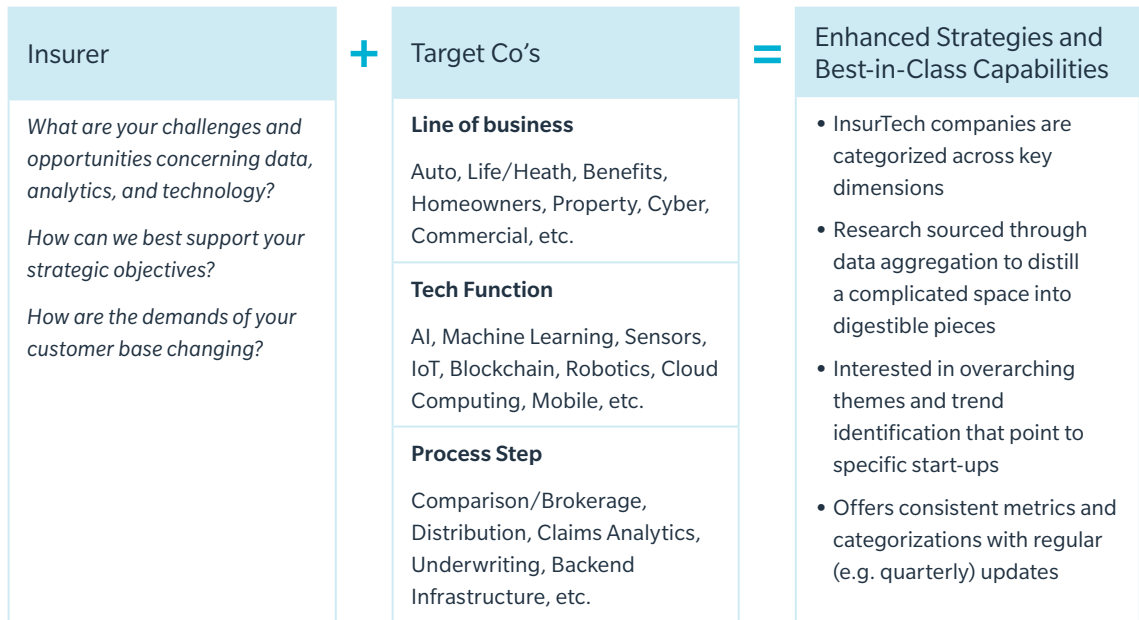 Insurer
What are your challenges and
opportunities concerning data,
analytics, and technology?
How can we best support your
strategic objectives?
How are the demands of your
customer base changing?
+
Target Co’s
Line of business
Auto, Life/Heath, Benefits,
Homeowners, Property, Cyber,
Commercial, etc.
Tech Function
AI, Machine Learning, Sensors,
IoT, Blockchain, Robotics, Cloud
Computing, Mobile, etc.
Process Step
Comparison/Brokerage,
Distribution, Claims Analytics,
Underwriting, Backend
Infrastructure, etc.
=
Enhanced Strategies and
Best-in-Class Capabilities
• InsurTech companies are
categorized across key
dimensions
• Research sourced through
data aggregation to distill
a complicated space into
digestible pieces
• Interested in overarching
themes and trend
identification that point to
specific start-ups
• Offers consistent metrics and
categorizations with regular
(e.g. quarterly) updates